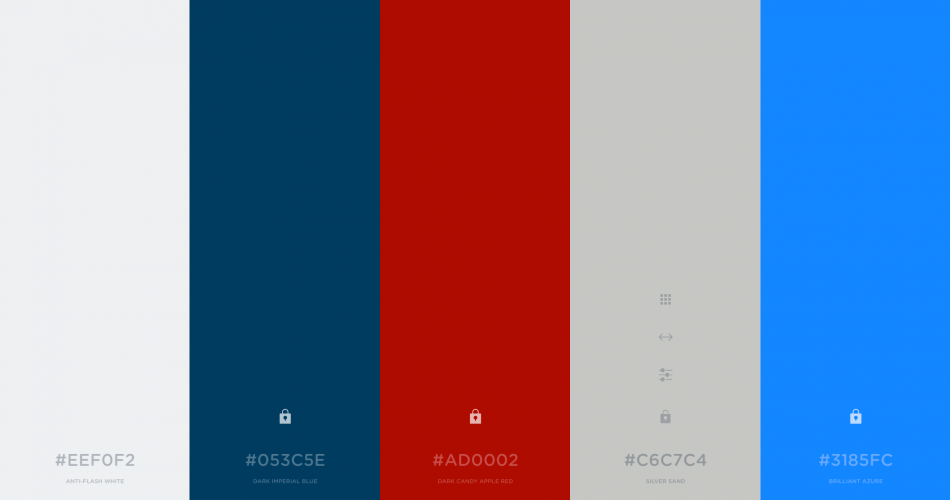 #EEF0F2
ANTI-FLASH WHITE
#053C5E
DARK IMPERIAL BLUE
#AD0002
DARK CANDY APPLE RED
#C6C7C4
SILVER SAND
#3185FC
BRILLIANT AZURE